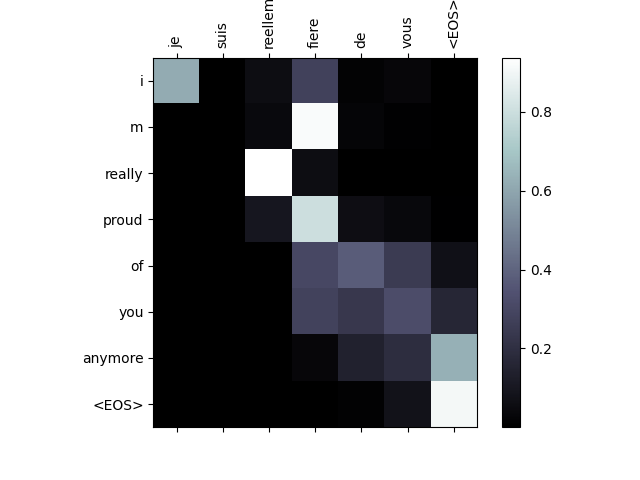 je suis reellem fiere de vous <EOS>
i
m
really
proud
of
you
anymore
<EOS>
0.8
0.6
0.4
0.2